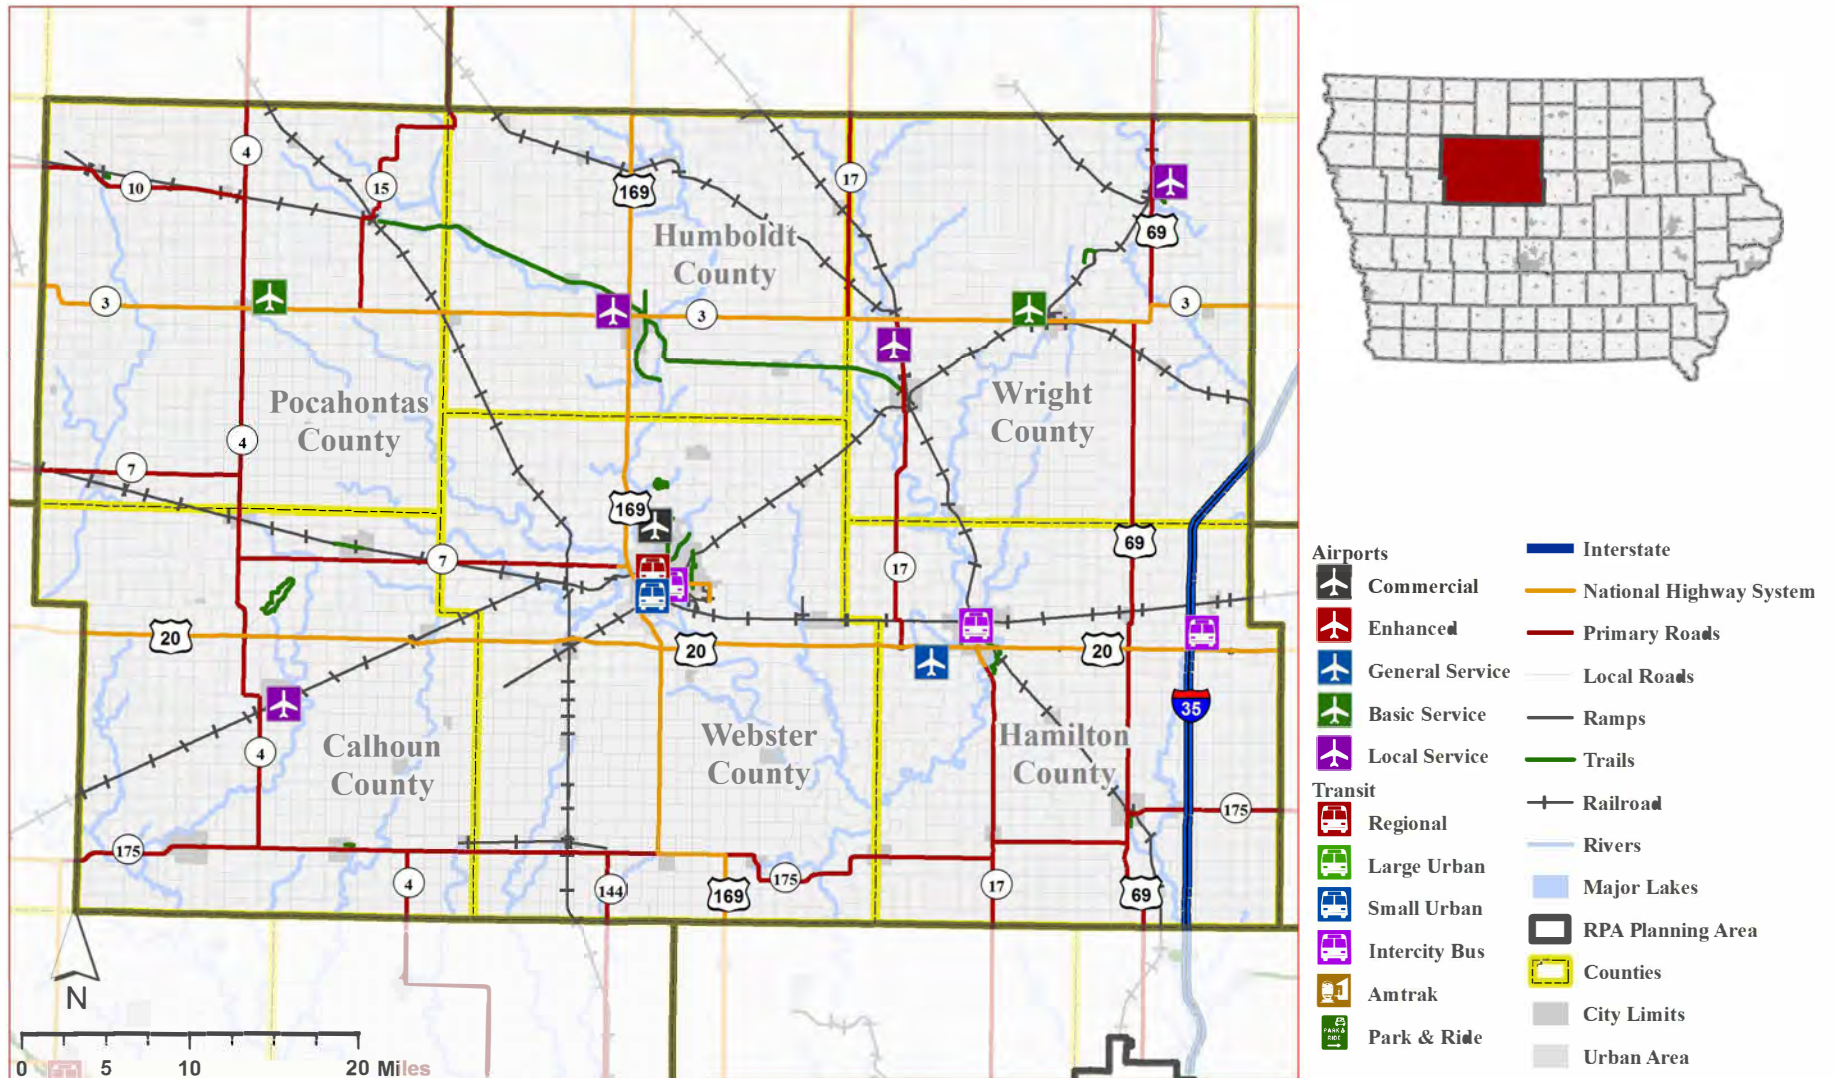 4
10
15
169
17
69
Humboldt
County
3
3
3
Pocahontas
County
Wright
County
4
7
169
69
7
17
20
20
20
35
4
Calhoun
County
Webster
County
Hamilton
County
175
175
175
4
144
169
17
69
N
0 5 10 20 Miles
Airports
Commercial
Enhanced
General Service
Basic Service
Local Service
Transit
Regional
Large Urban
Small Urban
Intercity Bus
Amtrak
PARK &
RIDE
Park & Ride
Interstate
National Highway System
Primary Roads
Local Roads
Ramps
Trails
Railroad
Rivers
Major Lakes
RPA Planning Area
Counties
City Limits
Urban Area